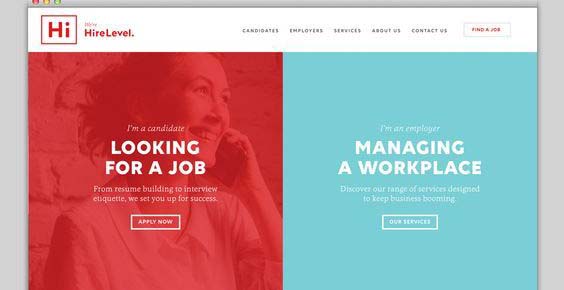 Hi
We're
HireLevel.
CANDIDATES EMPLOYERS SERVICES ABOUT US CONTACT US FIND A JOB
I'm a candidate
LOOKING
FOR A JOB
From resume building to interview
etiquette, we set you up for success.
APPLY NOW
I'm an employer
MANAGING
A WORKPLACE
Discover our range of services designed
to keep business booming.
OUR SERVICES